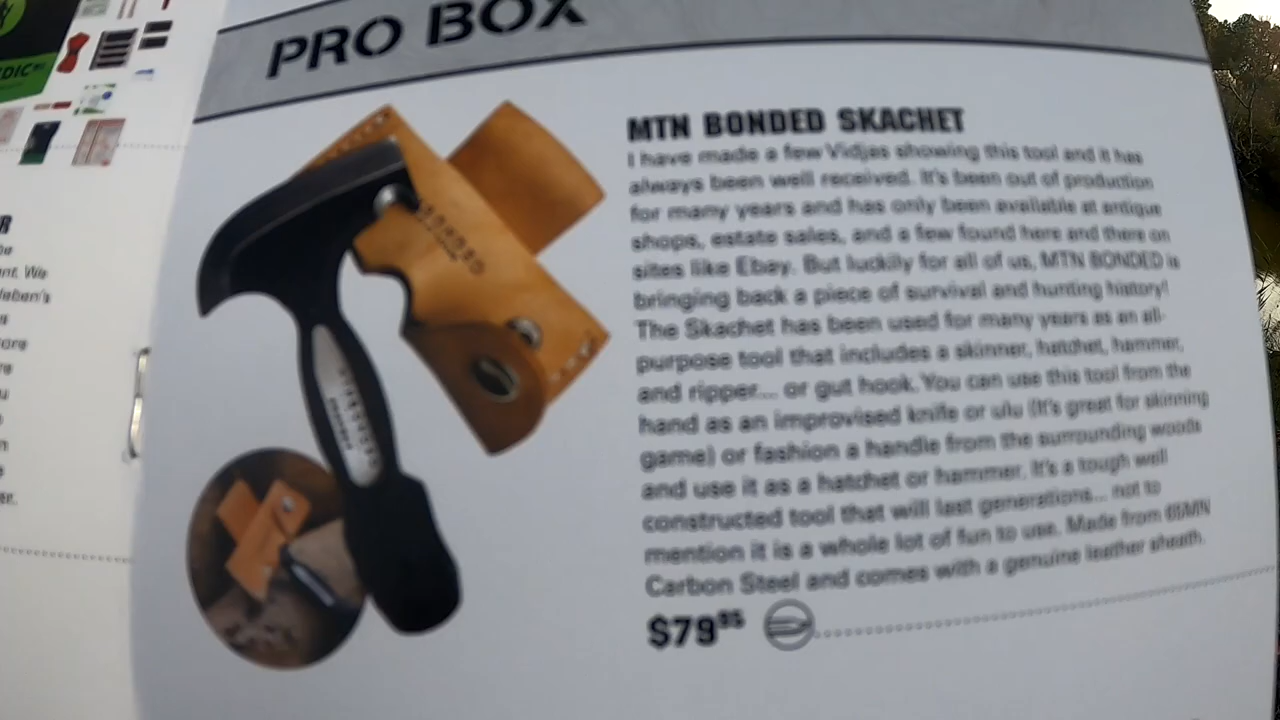 PRO BOX
MTN BONDED SKACHET
I have made a few Vidjas showing this tool and it has
always been well received. It's been out of production
for many years and has only been available at antique
shops, estate sales, and a few found here and there on
sites like Ebay. But luckily for all of us, MTN BONDED is
bringing back a piece of survival and hunting history!
The Skachet has been used for many years as an all-
purpose tool that includes a skinner, hatchet, hammer,
and ripper... or gut hook. You can use this tool from the
hand as an improvised knife or ulu (It's great for skinning
game) or fashion a handle from the surrounding woods
and use it as a hatchet or hammer. It's a tough well
constructed tool that will last generations... not to
mention it is a whole lot of fun to use. Made from 65MN
Carbon Steel and comes with a genuine leather sheath.
$79.95
R
ent. We